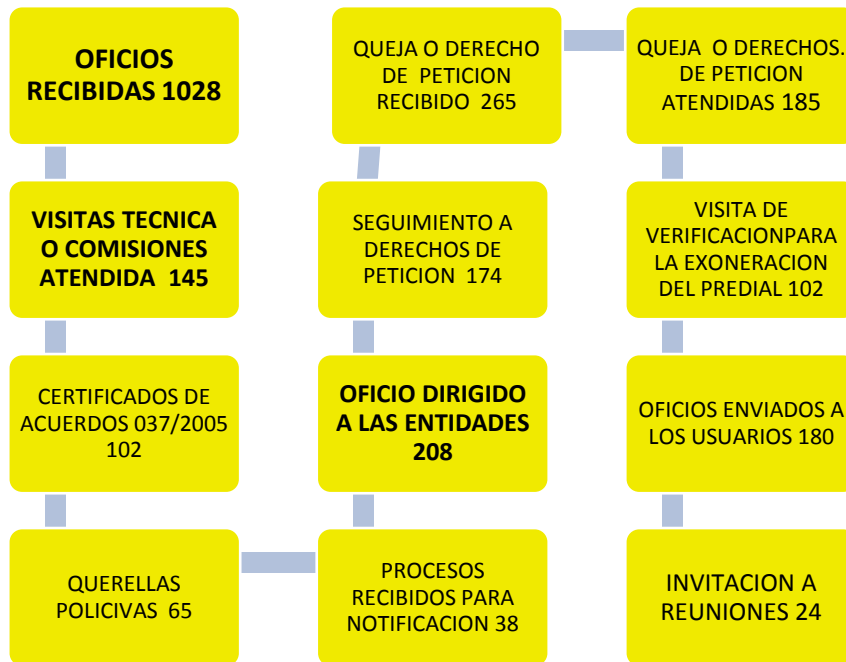 OFICIOS
RECIBIDAS 1028
VISITAS TECNICA
O COMISIONES
ATENDIDA 145
CERTIFICADOS DE
ACUERDOS 037/2005
102
QUERELLAS
POLICIVAS 65
PROCESOS
RECIBIDOS PARA
NOTIFICACION 38
OFICIO DIRIGIDO
A LAS ENTIDADES
208
SEGUIMIENTO A
DERECHOS DE
PETICION 174
QUEJA O DERECHO
DE PETICION
RECIBIDO 265
QUEJA O DERECHOS.
DE PETICION
ATENDIDAS 185
VISITA DE
VERIFICACIONPARA
LA EXONERACION
DEL PREDIAL 102
OFICIOS ENVIADOS A
LOS USUARIOS 180
INVITACION A
REUNIONES 24